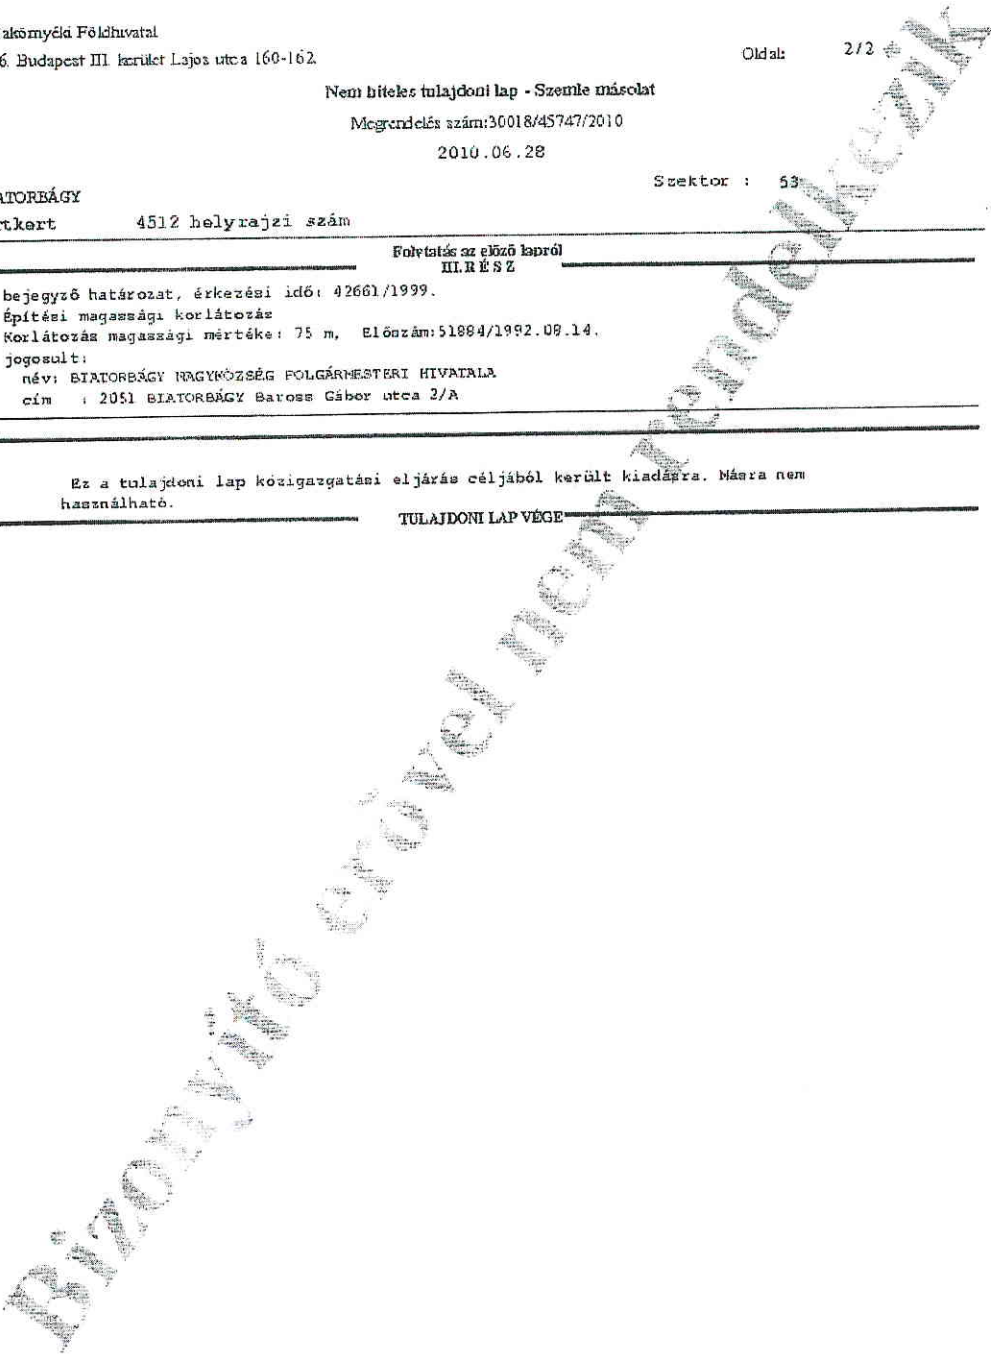 akörnyéki Földhivatal
6. Budapest III. kerület Lajos utca 160-162.
Oldal: 2/2
Nem hiteles tulajdoni lap - Szemle másolat
Megrendelés szám:30018/45747/2010
2010.06.28
Szektor : 53
ATORBÁGY
rtkert 4512 helyrajzi szám
Folytatás az előző lapról
III.RÉSZ
bejegyző határozat, érkezési idő: 42661/1999.
Építési magassági korlátozás
Korlátozás magassági mértéke: 75 m, Előszám:51884/1992.08.14.
jogosult:
név: BIATORBÁGY NAGYKÖZSÉG POLGÁRMESTERI HIVATALA
cím : 2051 BIATORBÁGY Baross Gábor utca 2/A
Ez a tulajdoni lap közigazgatási eljárás céljából került kiadásra. Másra nem
használható.
TULAJDONI LAP VÉGE
Bizonyító erővel nem rendelkezik